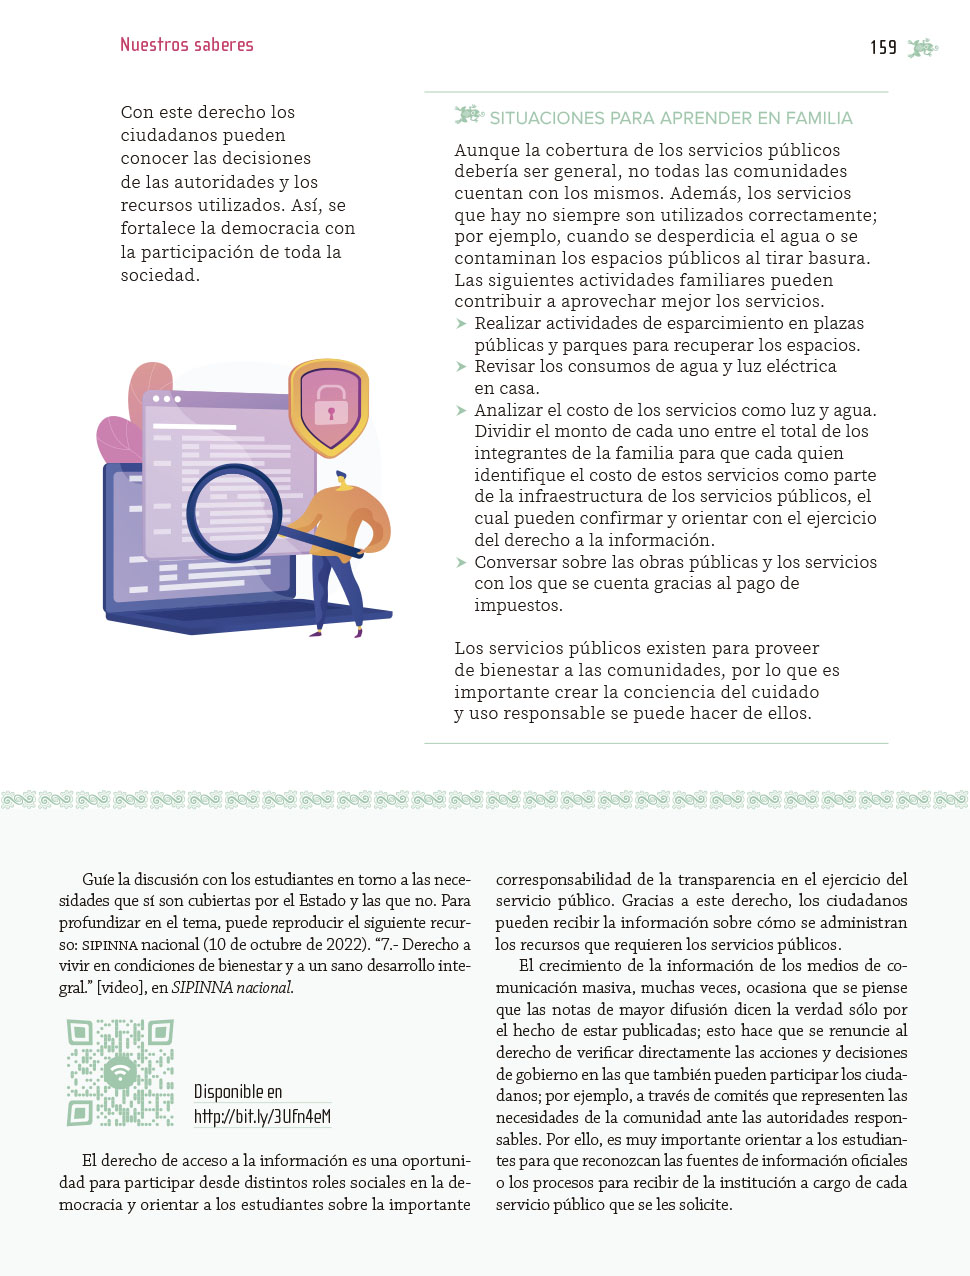 Nuestros saberes
159
Con este derecho los
ciudadanos pueden
conocer las decisiones
de las autoridades y los
recursos utilizados. Así, se
fortalece la democracia con
la participación de toda la
sociedad.
SITUACIONES PARA APRENDER EN FAMILIA
Aunque la cobertura de los servicios públicos
debería ser general, no todas las comunidades
cuentan con los mismos. Además, los servicios
que hay no siempre son utilizados correctamente;
por ejemplo, cuando se desperdicia el agua o se
contaminan los espacios públicos al tirar basura.
Las siguientes actividades familiares pueden
contribuir a aprovechar mejor los servicios.
➤ Realizar actividades de esparcimiento en plazas
públicas y parques para recuperar los espacios.
➤ Revisar los consumos de agua y luz eléctrica
en casa.
➤ Analizar el costo de los servicios como luz y agua.
Dividir el monto de cada uno entre el total de los
integrantes de la familia para que cada quien
identifique el costo de estos servicios como parte
de la infraestructura de los servicios públicos, el
cual pueden confirmar y orientar con el ejercicio
del derecho a la información.
➤ Conversar sobre las obras públicas y los servicios
con los que se cuenta gracias al pago de
impuestos.
Los servicios públicos existen para proveer
de bienestar a las comunidades, por lo que es
importante crear la conciencia del cuidado
y uso responsable se puede hacer de ellos.
Guíe la discusión con los estudiantes en torno a las nece-
sidades que sí son cubiertas por el Estado y las que no. Para
profundizar en el tema, puede reproducir el siguiente recur-
so: SIPINNA nacional (10 de octubre de 2022). “7.- Derecho a
vivir en condiciones de bienestar y a un sano desarrollo inte-
gral.” [video], en SIPINNA nacional.
Disponible en
http://bit.ly/3Ufn4eM
El derecho de acceso a la información es una oportuni-
dad para participar desde distintos roles sociales en la de-
mocracia y orientar a los estudiantes sobre la importante
corresponsabilidad de la transparencia en el ejercicio del
servicio público. Gracias a este derecho, los ciudadanos
pueden recibir la información sobre cómo se administran
los recursos que requieren los servicios públicos.
El crecimiento de la información de los medios de co-
municación masiva, muchas veces, ocasiona que se piense
que las notas de mayor difusión dicen la verdad sólo por
el hecho de estar publicadas; esto hace que se renuncie al
derecho de verificar directamente las acciones y decisiones
de gobierno en las que también pueden participar los ciuda-
danos; por ejemplo, a través de comités que representen las
necesidades de la comunidad ante las autoridades respon-
sables. Por ello, es muy importante orientar a los estudian-
tes para que reconozcan las fuentes de información oficiales
o los procesos para recibir de la institución a cargo de cada
servicio público que se les solicite.